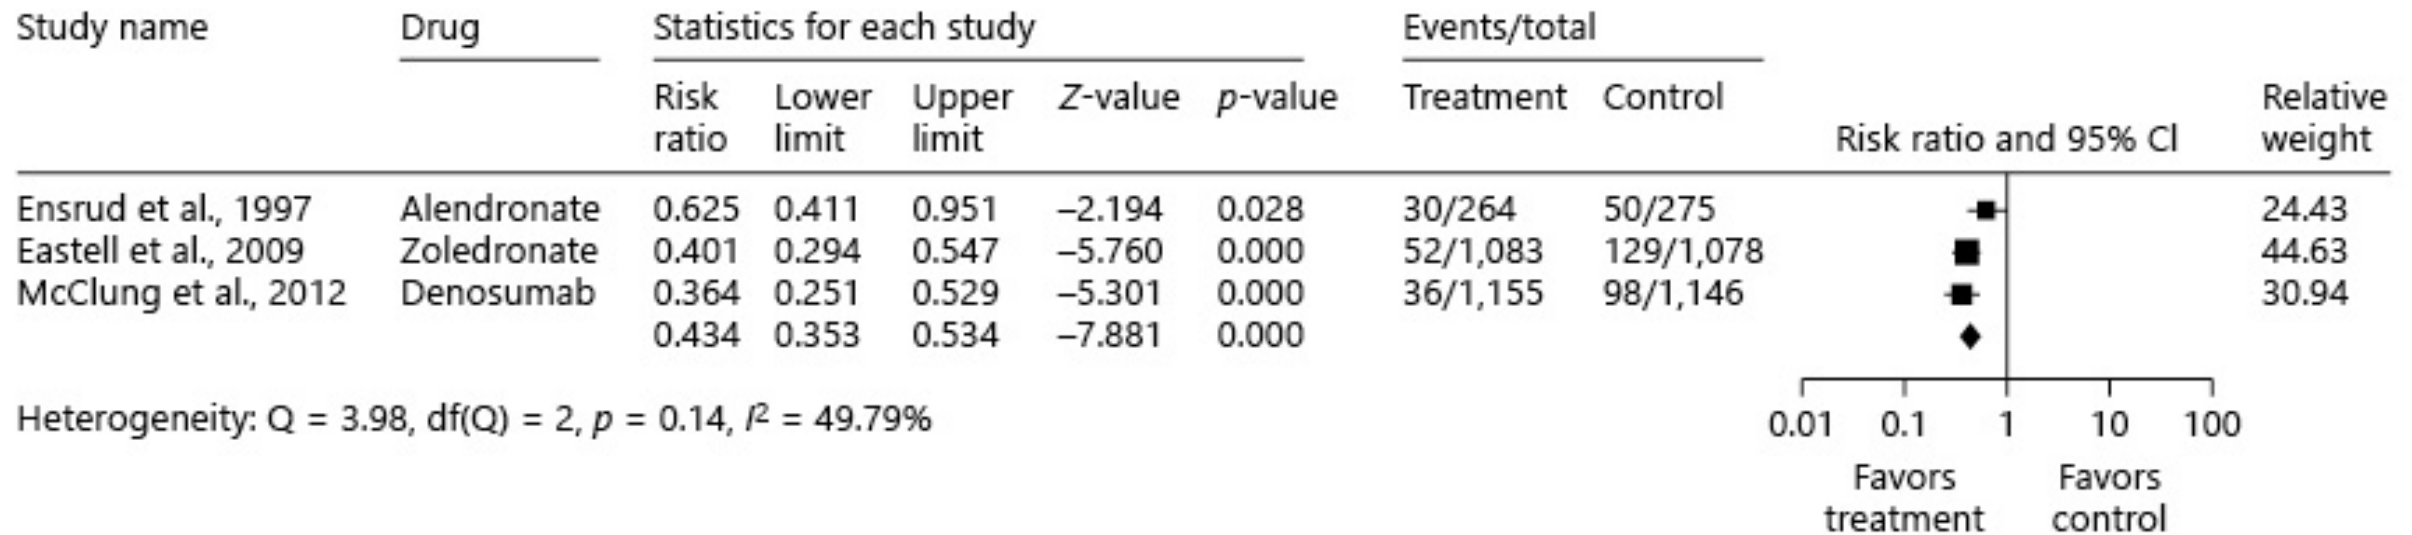 Study name Drug Statistics for each study Events/total
Risk ratio Lower limit Upper limit Z-value p-value Treatment Control Risk ratio and 95% CI Relative weight
Ensrud et al., 1997 Alendronate 0.625 0.411 0.951 –2.194 0.028 30/264 50/275 24.43
Eastell et al., 2009 Zoledronate 0.401 0.294 0.547 –5.760 0.000 52/1,083 129/1,078 44.63
McClung et al., 2012 Denosumab 0.364 0.251 0.529 –5.301 0.000 36/1,155 98/1,146 30.94
0.434 0.353 0.534 –7.881 0.000
Heterogeneity: Q = 3.98, df(Q) = 2, p = 0.14, I2 = 49.79%
0.01 0.1 1 10 100
Favors treatment Favors control